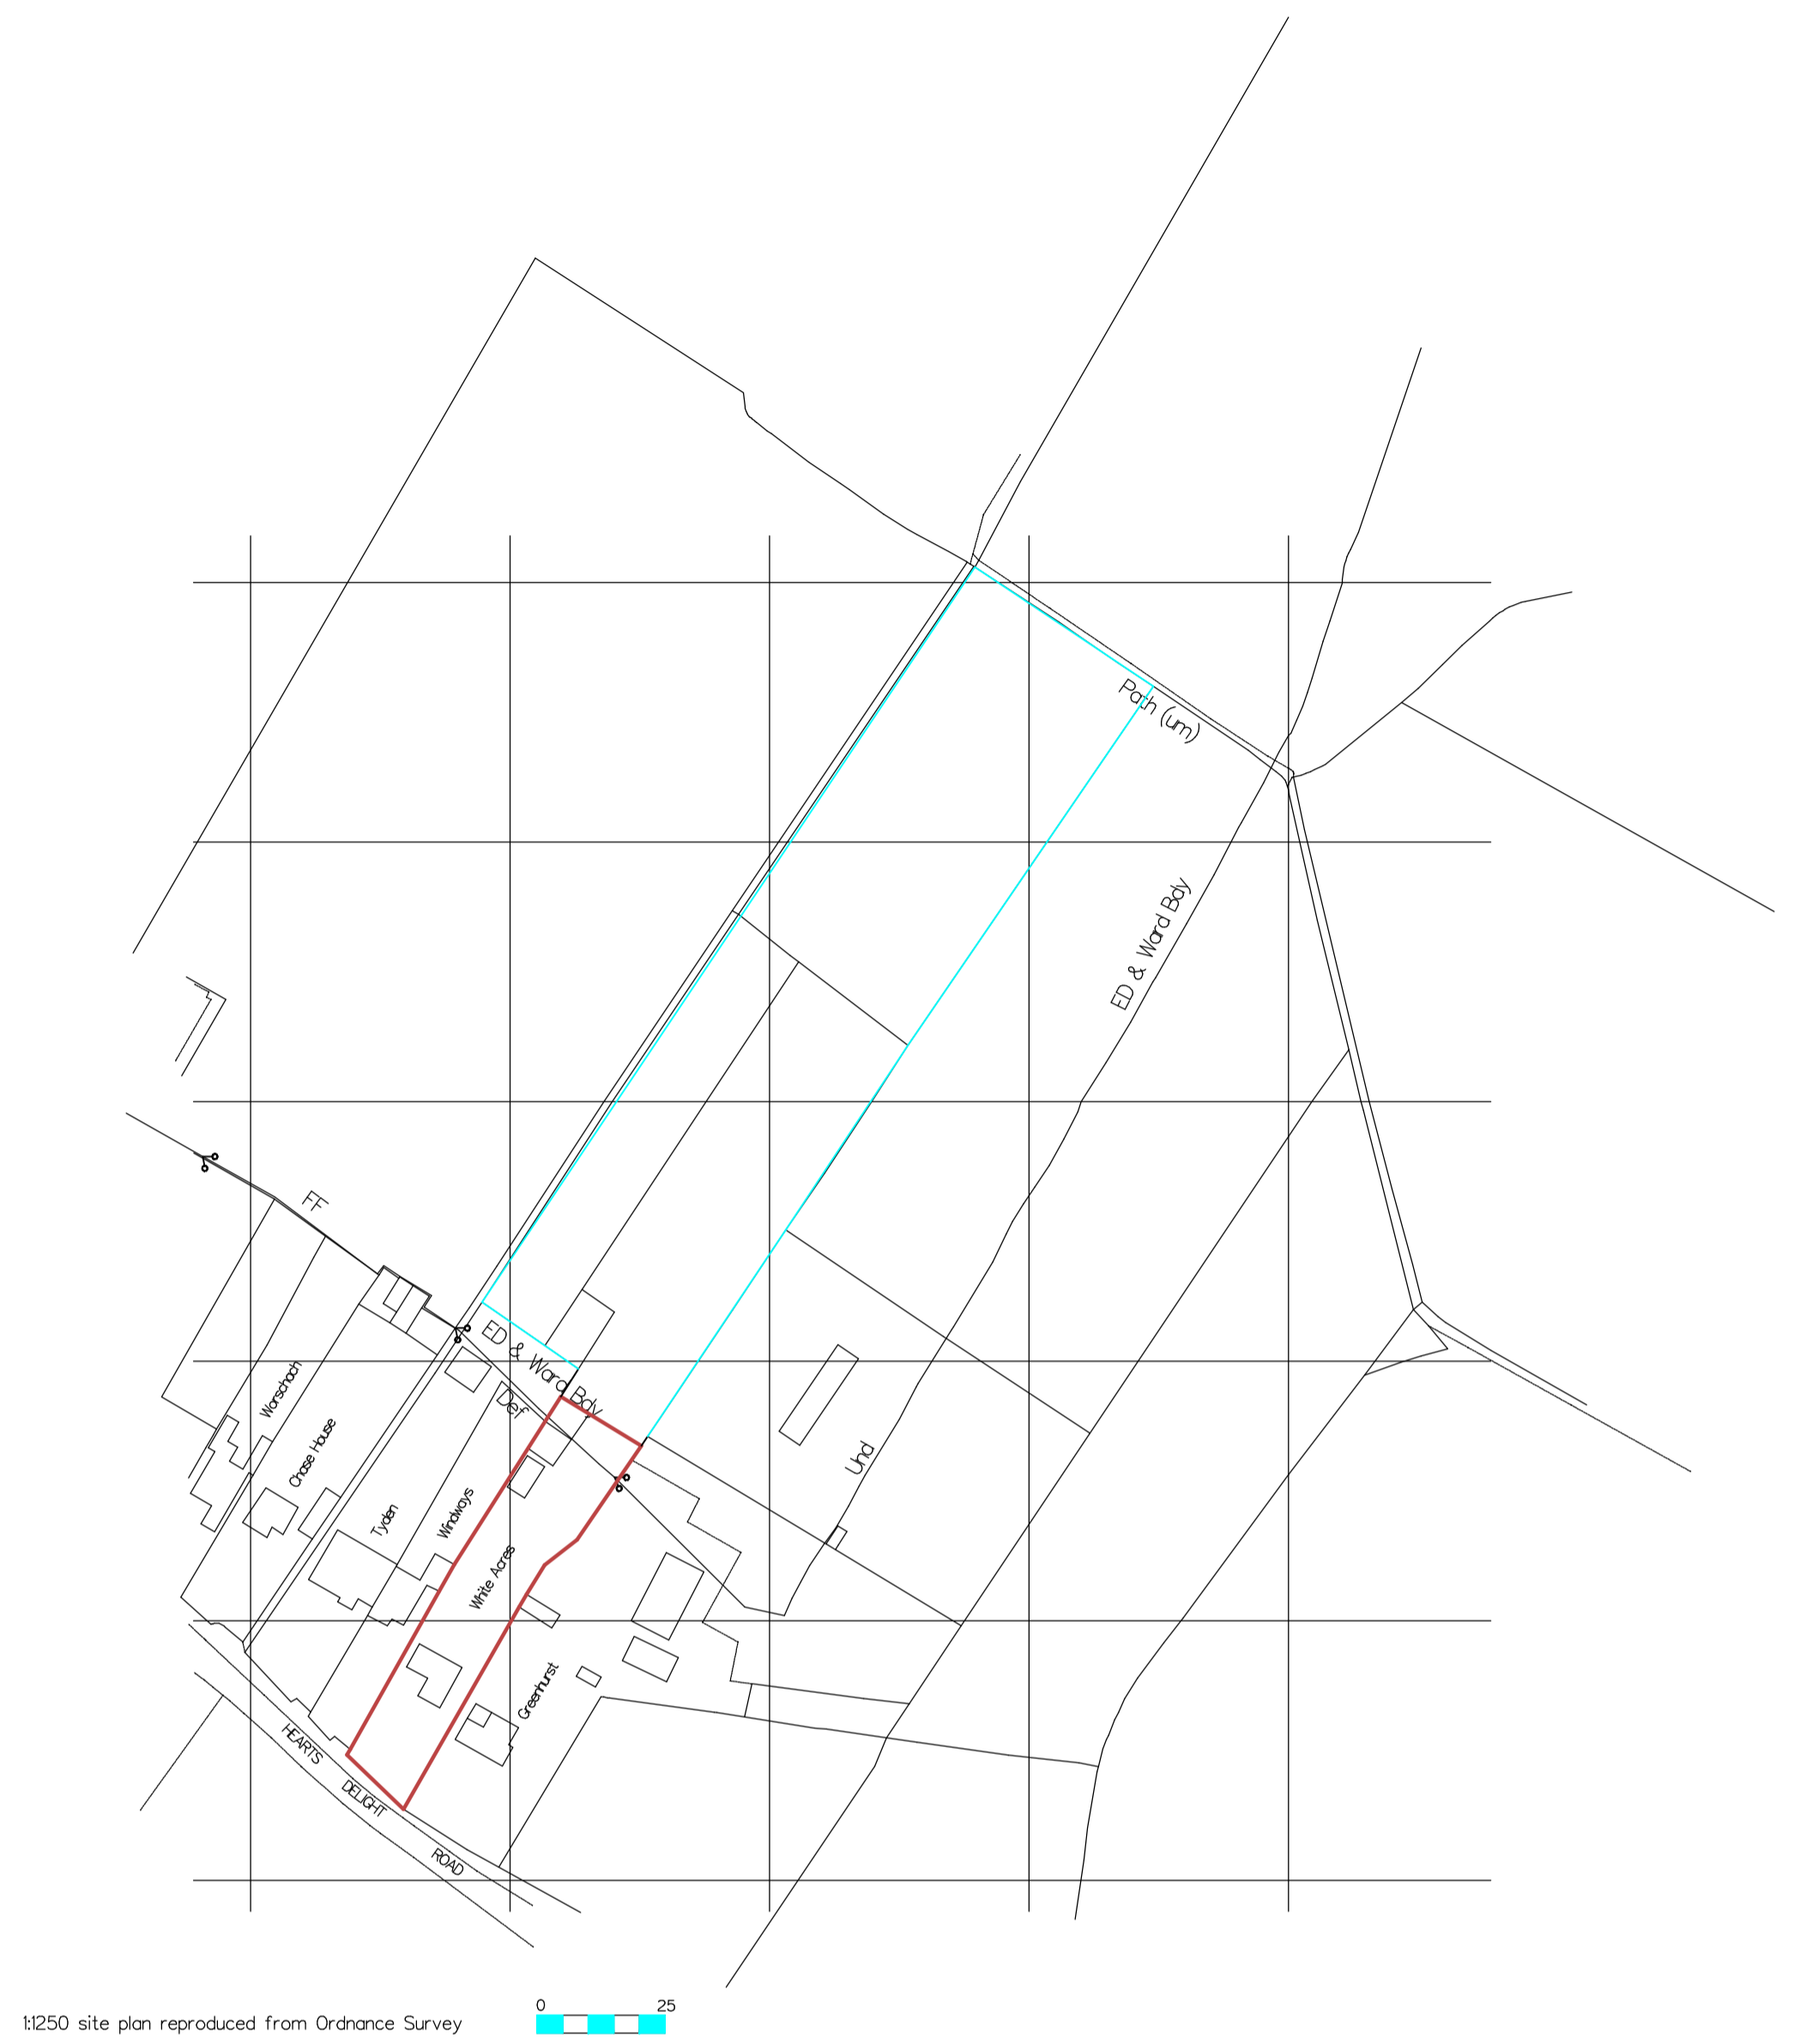 Path (um)
ED & Ward Bdy
FF
ED & Ward Bdy
Def
Und
Warschach
Chase House
Tyden
Windways
White Acres
Greenhurst
HEARTS
DELIGHT
ROAD
0 25
1:1250 site plan reproduced from Ordnance Survey